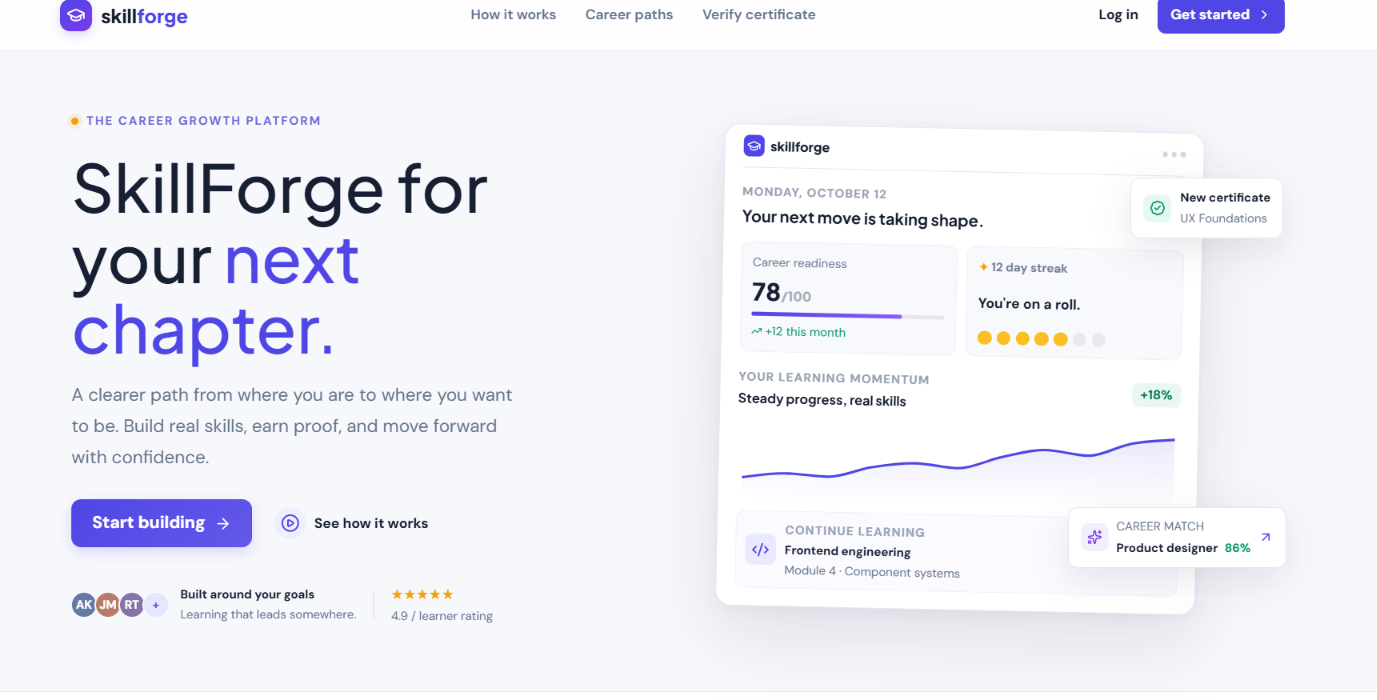 skillforge
How it works
Career paths
Verify certificate
Log in
Get started
THE CAREER GROWTH PLATFORM
SkillForge for
your next
chapter.
A clearer path from where you are to where you want
to be. Build real skills, earn proof, and move forward
with confidence.
Start building
See how it works
AK JM RT +
Built around your goals
Learning that leads somewhere.
★★★★★
4.9 / learner rating
skillforge
MONDAY, OCTOBER 12
Your next move is taking shape.
New certificate
UX Foundations
Career readiness
78/100
+12 this month
12 day streak
You're on a roll.
YOUR LEARNING MOMENTUM
Steady progress, real skills
+18%
CONTINUE LEARNING
Frontend engineering
Module 4 · Component systems
CAREER MATCH
Product designer 86%